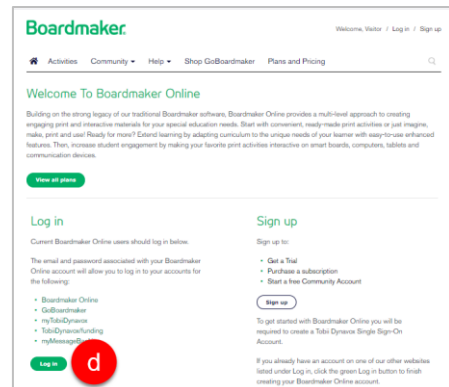 Boardmaker.
Welcome, Visitor / Log in / Sign up
Activities Community Help Shop GoBoardmaker Plans and Pricing
Welcome To Boardmaker Online
Building on the strong legacy of our traditional Boardmaker software, Boardmaker Online provides a multi-level approach to creating
engaging print and interactive materials for your special education needs. Start with convenient, ready-made print activities or just imagine,
make, print and use! Ready for more? Extend learning by adapting curriculum to the unique needs of your learner with easy-to-use enhanced
features. Then, increase student engagement by making your favorite print activities interactive on smart boards, computers, tablets and
communication devices.
View all plans
Log in
Current Boardmaker Online users should log in below.
The email and password associated with your Boardmaker
Online account will allow you to log in to your accounts for
the following:
• Boardmaker Online
• GoBoardmaker
• myTobiiDynavox
• TobiiDynavox/funding
Log in
d
Sign up
Sign up to:
• Get a Trial
• Purchase a subscription
• Start a free Community Account
Sign up
To get started with Boardmaker Online you will be
required to create a Tobii Dynavox Single Sign-On
Account.
If you already have an account on one of our other websites
listed under Log in, click the green Log in button to finish
creating your Boardmaker Online account.